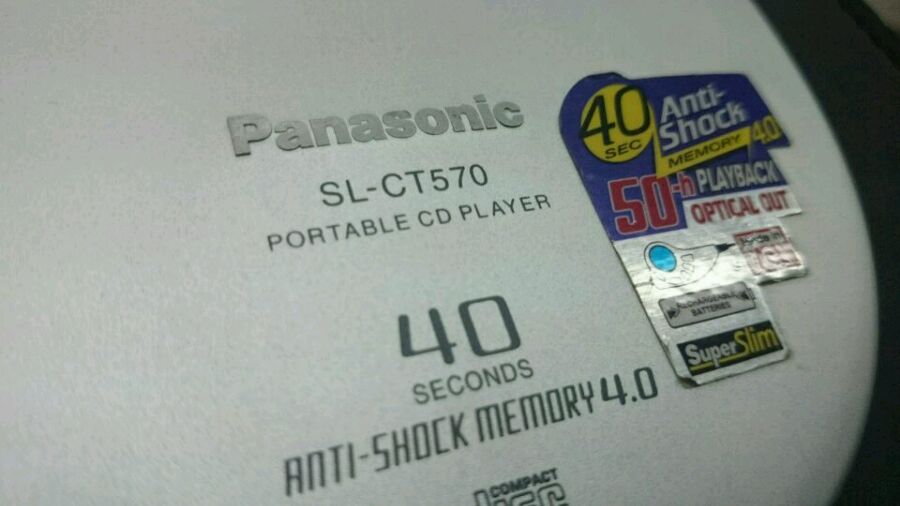 Panasonic
SL-CT570
PORTABLE CD PLAYER
40
SECONDS
ANTI-SHOCK MEMORY 4.0
COMPACT
disc
40
SEC
Anti-
Shock
MEMORY 4.0
50-h PLAYBACK
OPTICAL OUT
RECHARGEABLE
BATTERIES
SuperSlim